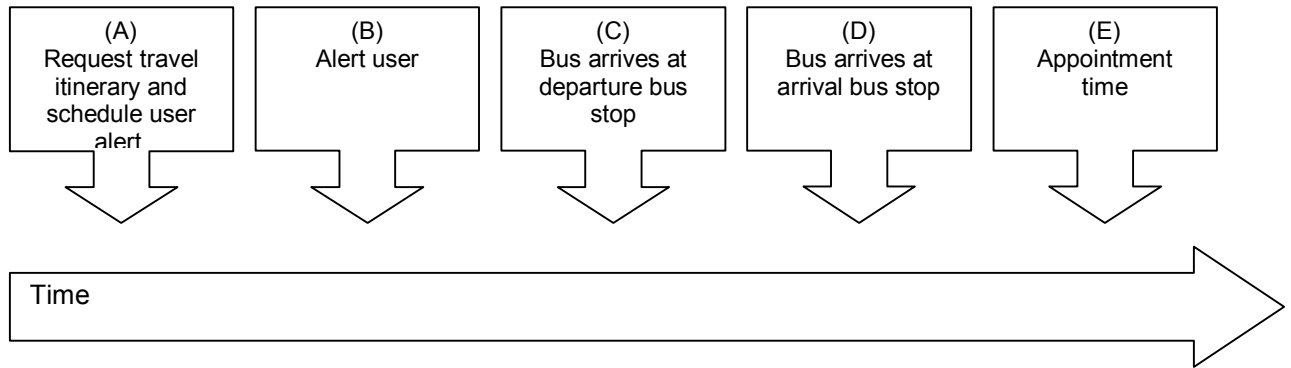 (A)
Request travel
itinerary and
schedule user
alert
(B)
Alert user
(C)
Bus arrives at
departure bus
stop
(D)
Bus arrives at
arrival bus stop
(E)
Appointment
time
Time